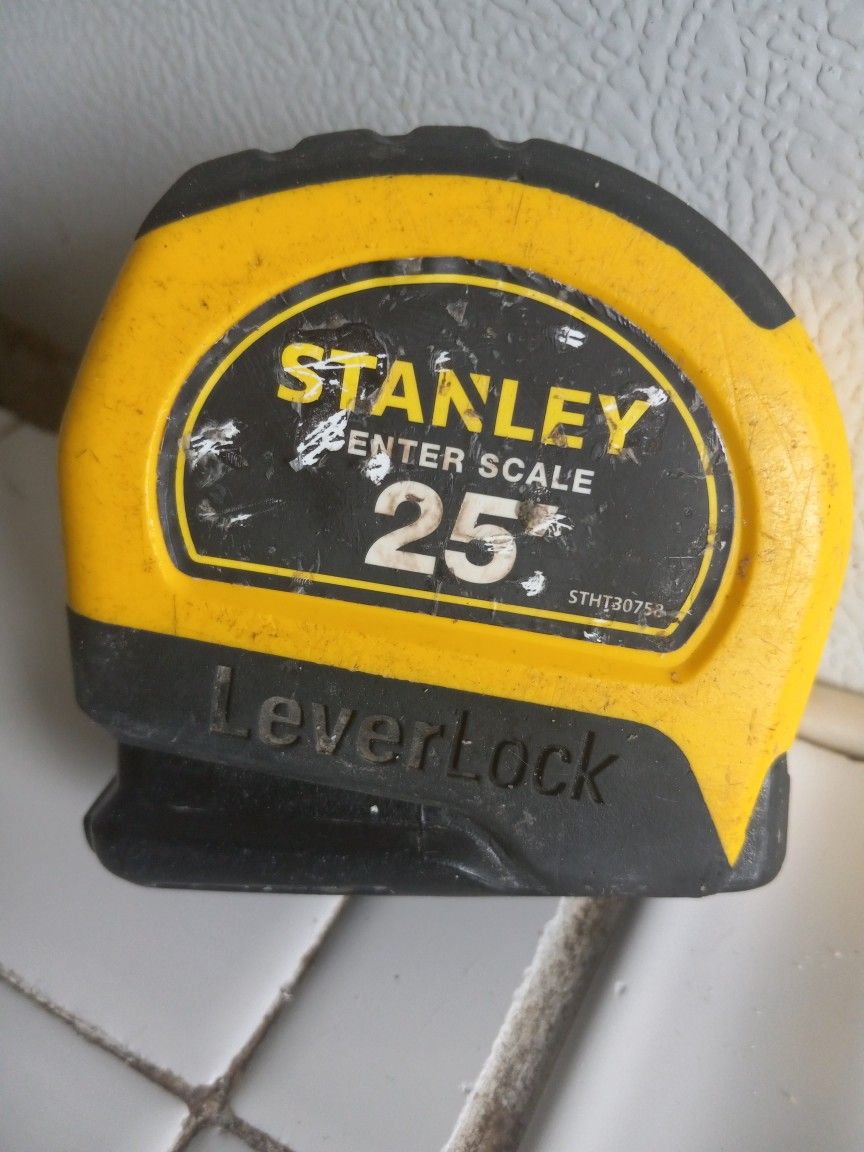 STANLEY
CENTER SCALE
25'
STHT30758
LeverLock